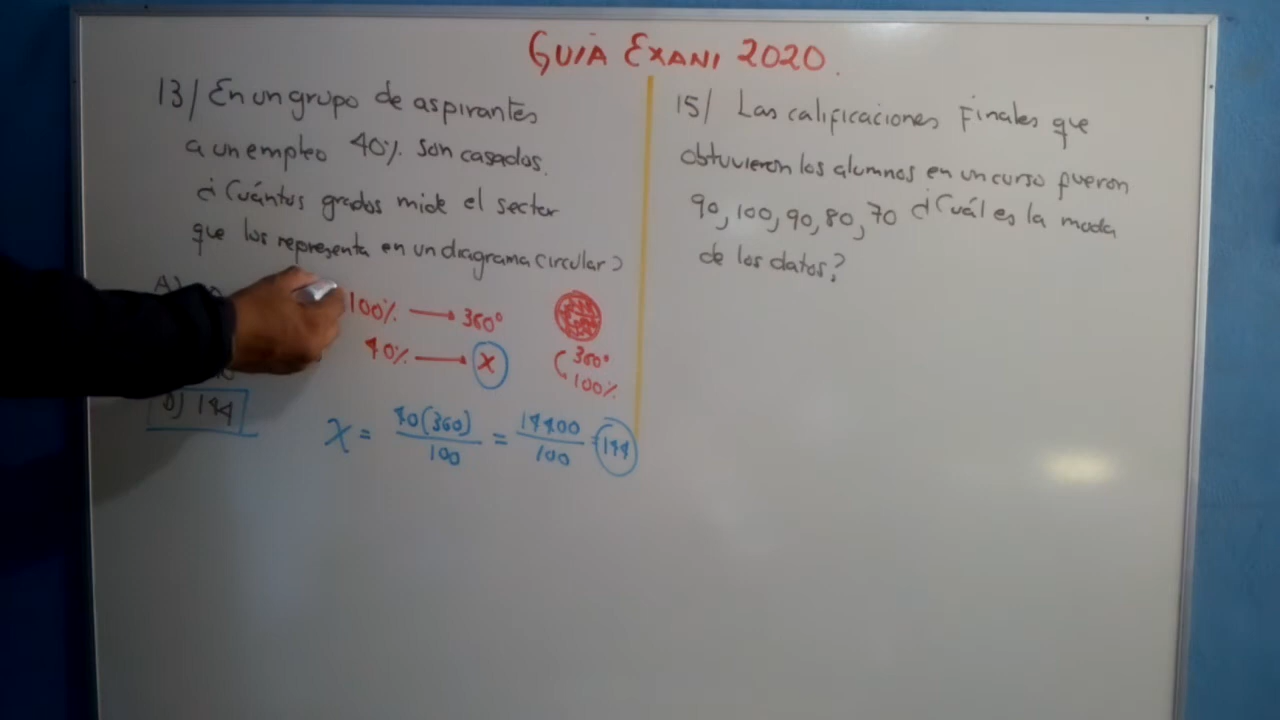 GUIA EXANI 2020.
13/ En un grupo de aspirantes
a un empleo 40% son casados.
¿Cuántos grados mide el sector
que los representa en un diagrama circular?
A)
100% → 360°
40% → X
D) 144
360°
100%
X = 40(360) / 100 = 14400 / 100 = 144
15/ Las calificaciones Finales que
obtuvieron los alumnos en un curso fueron
90, 100, 90, 80, 70 ¿Cuál es la moda
de los datos?